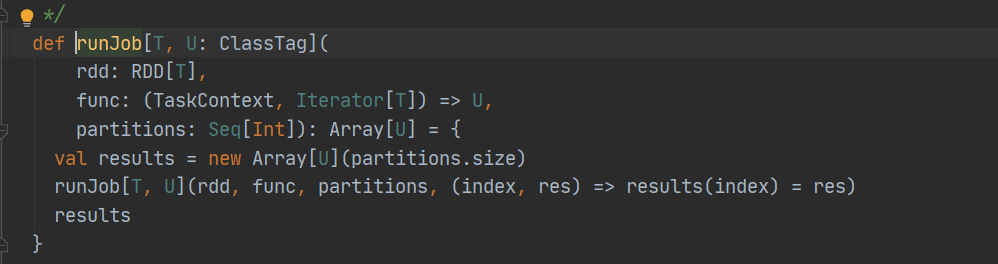 */
def runJob[T, U: ClassTag](
rdd: RDD[T],
func: (TaskContext, Iterator[T]) => U,
partitions: Seq[Int]): Array[U] = {
val results = new Array[U](partitions.size)
runJob[T, U](rdd, func, partitions, (index, res) => results(index) = res)
results
}